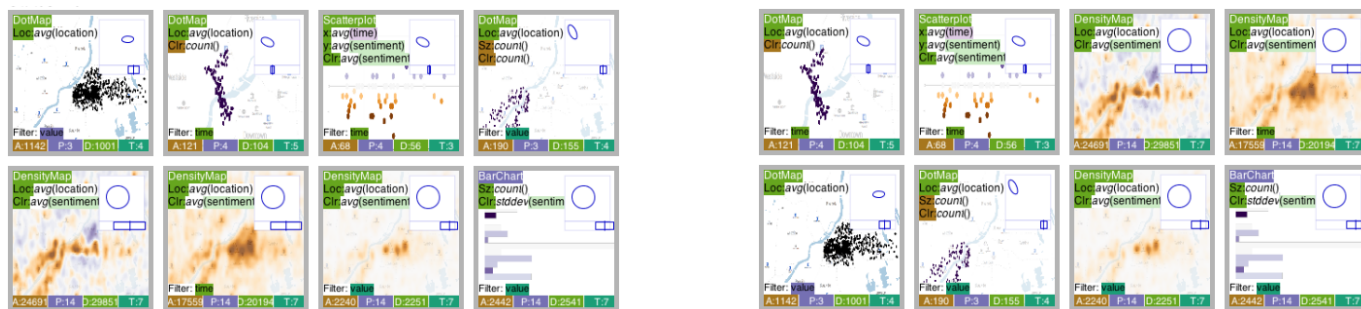 DotMap
Loc:avg(location)
Filter: value
A:1142 P:3 D:1001 T:4
DotMap
Loc:avg(location)
Clr:count()
Filter: time
A:121 P:4 D:104 T:5
Scatterplot
x:avg(time)
y:avg(sentiment)
Clr:avg(sentiment
Filter: time
A:68 P:4 D:56 T:3
DotMap
Loc:avg(location)
Sz:count()
Clr:count()
Filter: value
A:190 P:3 D:155 T:4
DensityMap
Loc:avg(location)
Clr:avg(sentiment
A:24691 P:14 D:29851 T:7
DensityMap
Loc:avg(location)
Clr:avg(sentiment
Filter: time
A:17559 P:14 D:20194 T:7
DensityMap
Loc:avg(location)
Clr:avg(sentiment
Filter: value
A:2240 P:14 D:2251 T:7
BarChart
Sz:count()
Clr:stddev(sentim
Filter: value
A:2442 P:14 D:2541 T:7
DotMap
Loc:avg(location)
Clr:count()
Filter: time
A:121 P:4 D:104 T:5
Scatterplot
x:avg(time)
y:avg(sentiment)
Clr:avg(sentiment
Filter: time
A:68 P:4 D:56 T:3
DensityMap
Loc:avg(location)
Clr:avg(sentiment
A:24691 P:14 D:29851 T:7
DensityMap
Loc:avg(location)
Clr:avg(sentiment
Filter: time
A:17559 P:14 D:20194 T:7
DotMap
Loc:avg(location)
Filter: value
A:1142 P:3 D:1001 T:4
DotMap
Loc:avg(location)
Sz:count()
Clr:count()
Filter: value
A:190 P:3 D:155 T:4
DensityMap
Loc:avg(location)
Clr:avg(sentiment
Filter: value
A:2240 P:14 D:2251 T:7
BarChart
Sz:count()
Clr:stddev(sentim
Filter: value
A:2442 P:14 D:2541 T:7